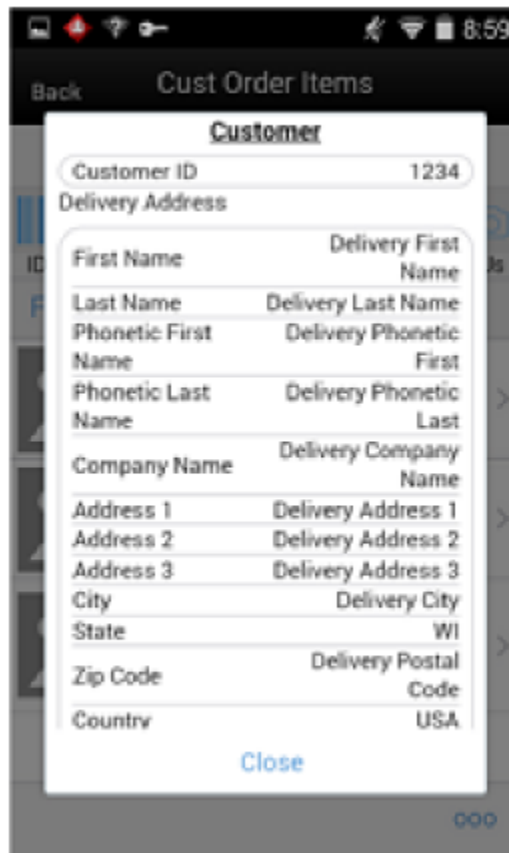 8:59
Back Cust Order Items
Customer
Customer ID 1234
Delivery Address
First Name Delivery First
Name
Last Name Delivery Last Name
Phonetic First Delivery Phonetic
Name First
Phonetic Last Delivery Phonetic
Name Last
Company Name Delivery Company
Name
Address 1 Delivery Address 1
Address 2 Delivery Address 2
Address 3 Delivery Address 3
City Delivery City
State WI
Zip Code Delivery Postal
Code
Country USA
Close